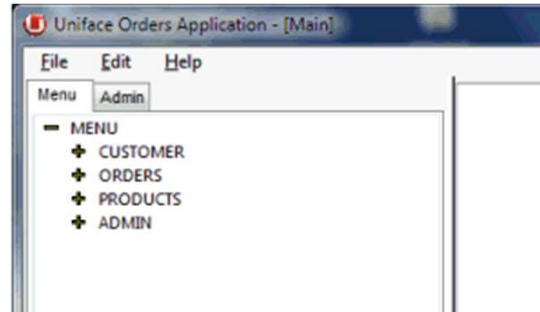 Uniface Orders Application - [Main]
File Edit Help
Menu Admin
MENU
CUSTOMER
ORDERS
PRODUCTS
ADMIN